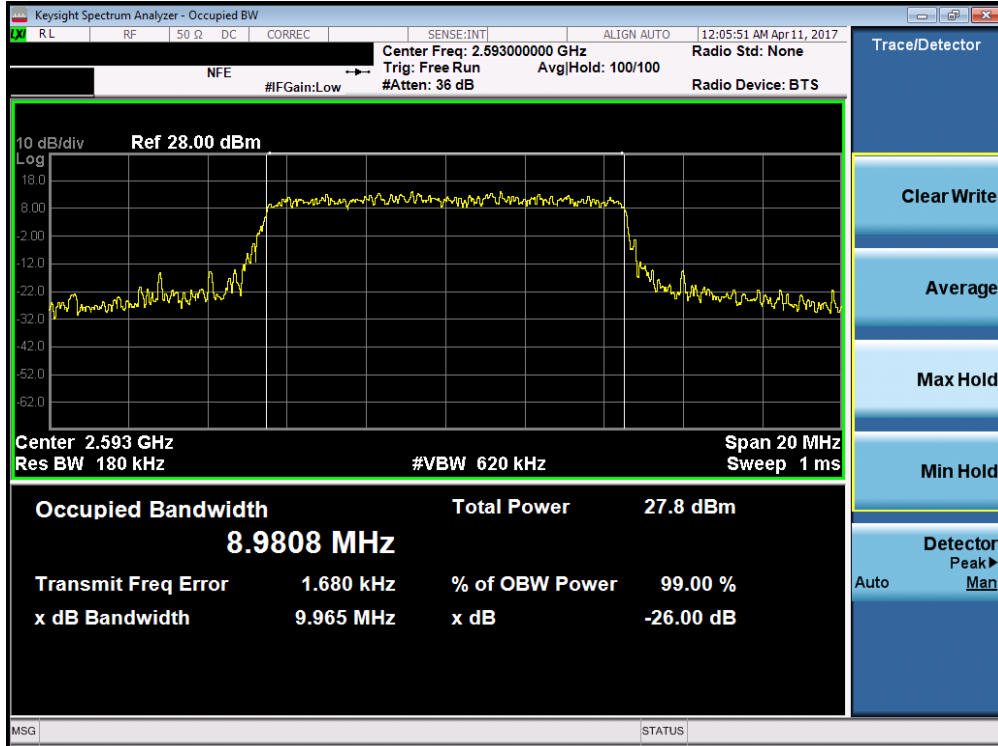 Keysight Spectrum Analyzer - Occupied BW
LXI RL RF 50 Ω DC CORREC SENSE:INT ALIGN AUTO 12:05:51 AM Apr 11, 2017
Center Freq: 2.593000000 GHz Radio Std: None
NFE Trig: Free Run Avg|Hold: 100/100
#IFGain:Low #Atten: 36 dB Radio Device: BTS
10 dB/div Ref 28.00 dBm
Log
18.0
8.00
-2.00
-12.0
-22.0
-32.0
-42.0
-52.0
-62.0
Center 2.593 GHz Span 20 MHz
Res BW 180 kHz #VBW 620 kHz Sweep 1 ms
Occupied Bandwidth Total Power 27.8 dBm
8.9808 MHz
Transmit Freq Error 1.680 kHz % of OBW Power 99.00 %
x dB Bandwidth 9.965 MHz x dB -26.00 dB
MSG STATUS
Trace/Detector
Clear Write
Average
Max Hold
Min Hold
Detector
Peak▶
Auto Man